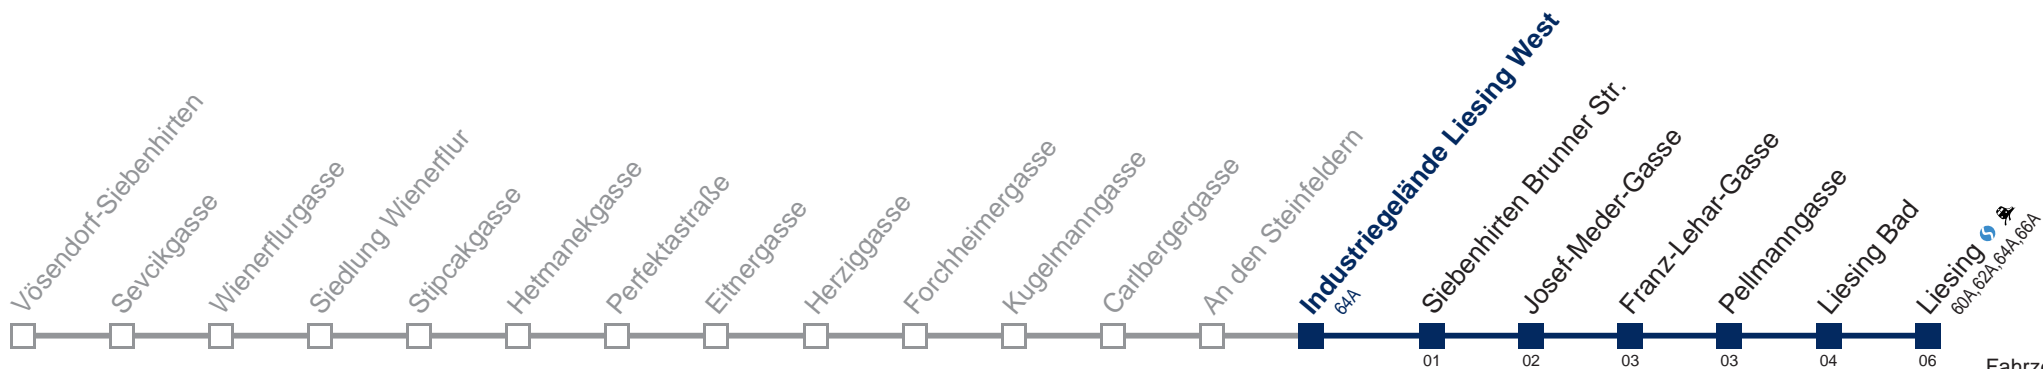 Vösendorf-Siebenhirten
Sevcikgasse
Wienerflurgasse
Siedlung Wienerflur
Stipcakgasse
Hetmanekgasse
Perfektastraße
Eitnergasse
Herziggasse
Forchheimergasse
Kugelmanngasse
Carlbergergasse
An den Steinfeldern
Industriegelände Liesing West
64A
Siebenhirten Brunner Str.
Josef-Meder-Gasse
Franz-Lehar-Gasse
Pellmanngasse
Liesing Bad
Liesing
60A,62A,64A,66A
01 02 03 03 04 06